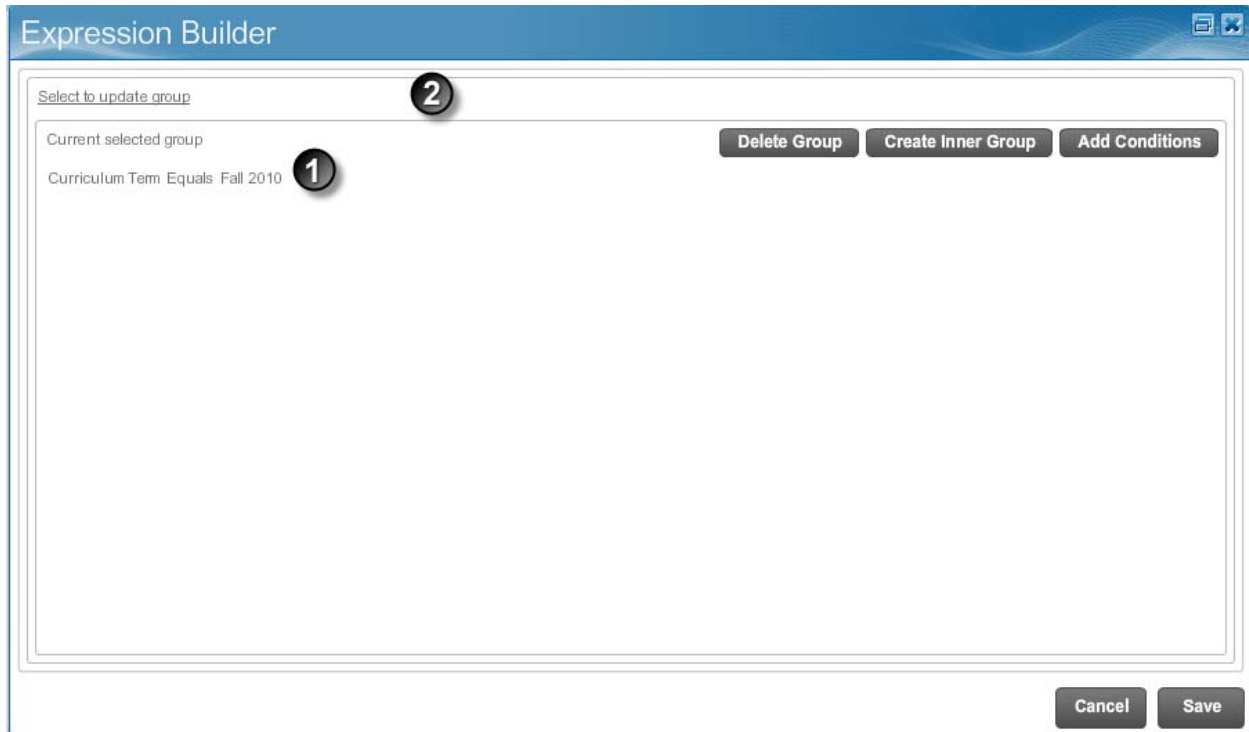 Expression Builder
Select to update group
2
Current selected group
Delete Group Create Inner Group Add Conditions
Curriculum Term Equals Fall 2010
1
Cancel Save